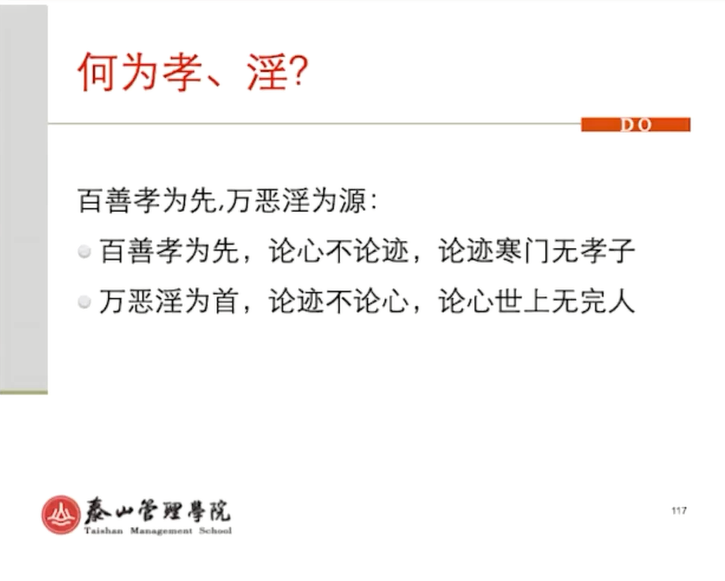 何为孝、淫?
DO
百善孝为先,万恶淫为源:
百善孝为先，论心不论迹，论迹寒门无孝子
万恶淫为首，论迹不论心，论心世上无完人
泰山管理學院
Taishan Management School
117